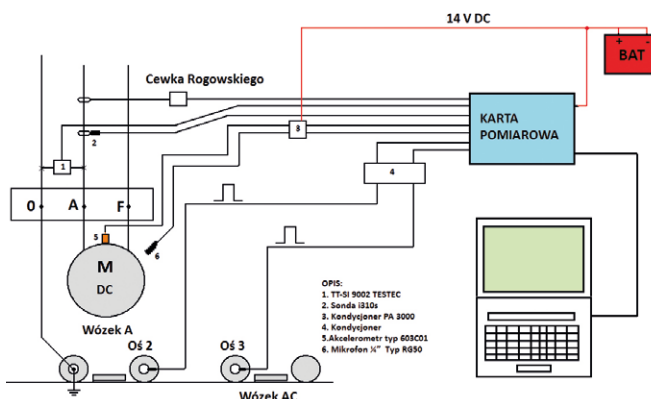 14 V DC
+ -
BAT
Cewka Rogowskiego
KARTA
POMIAROWA
2
3
1
4
O A F
5
6
M
DC
Wózek A
OPIS:
1. TT-SI 9002 TESTEC
2. Sonda i310s
3. Kondycjoner PA 3000
4. Kondycjoner
5.Akcelerometr typ 603C01
6. Mikrofon ¼" Typ RG50
Oś 2
Oś 3
Wózek AC